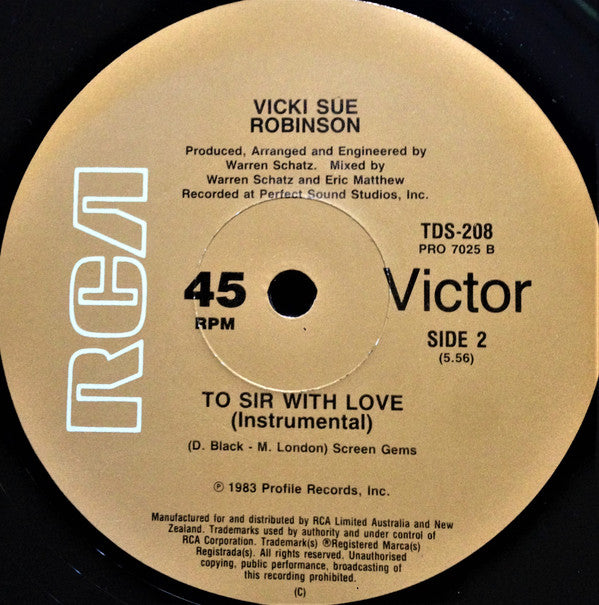 VICKI SUE
ROBINSON
Produced, Arranged and Engineered by
Warren Schatz. Mixed by
Warren Schatz and Eric Matthew
Recorded at Perfect Sound Studios, Inc.
RCA
TDS-208
PRO 7025 B
45
RPM
Victor
SIDE 2
(5.56)
TO SIR WITH LOVE
(Instrumental)
(D. Black - M. London) Screen Gems
℗ 1983 Profile Records, Inc.
Manufactured for and distributed by RCA Limited Australia and New
Zealand. Trademarks used by authority and under control of
RCA Corporation. Trademark(s) ®Registered Marca(s)
Registrada(s). All rights reserved. Unauthorised
copying, public performance, broadcasting of
this recording prohibited.
(C)